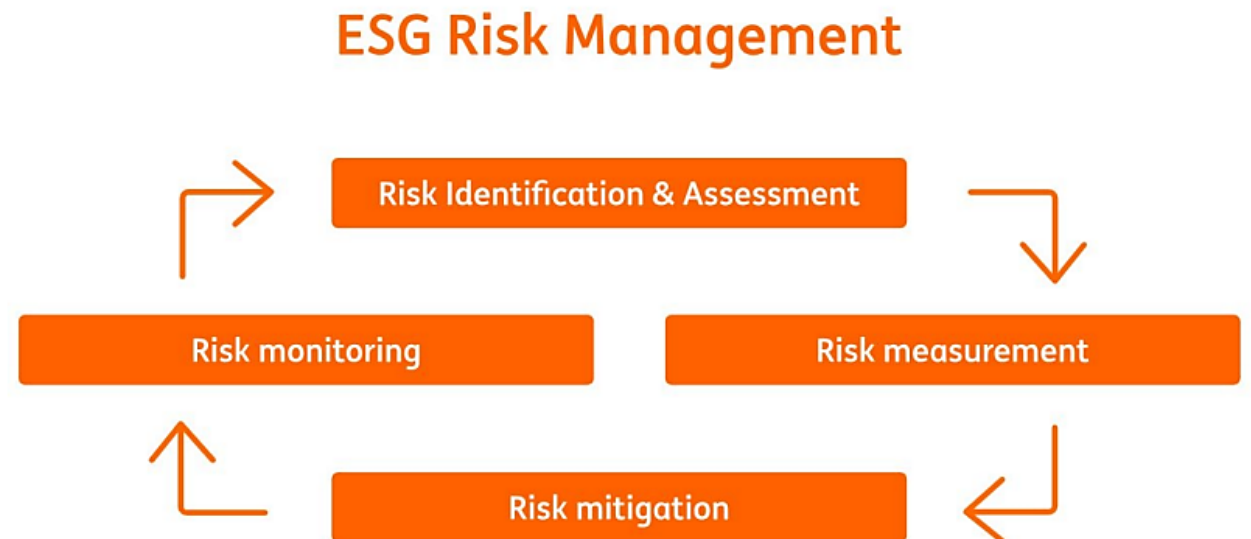 ESG Risk Management
Risk Identification & Assessment
Risk monitoring
Risk measurement
Risk mitigation